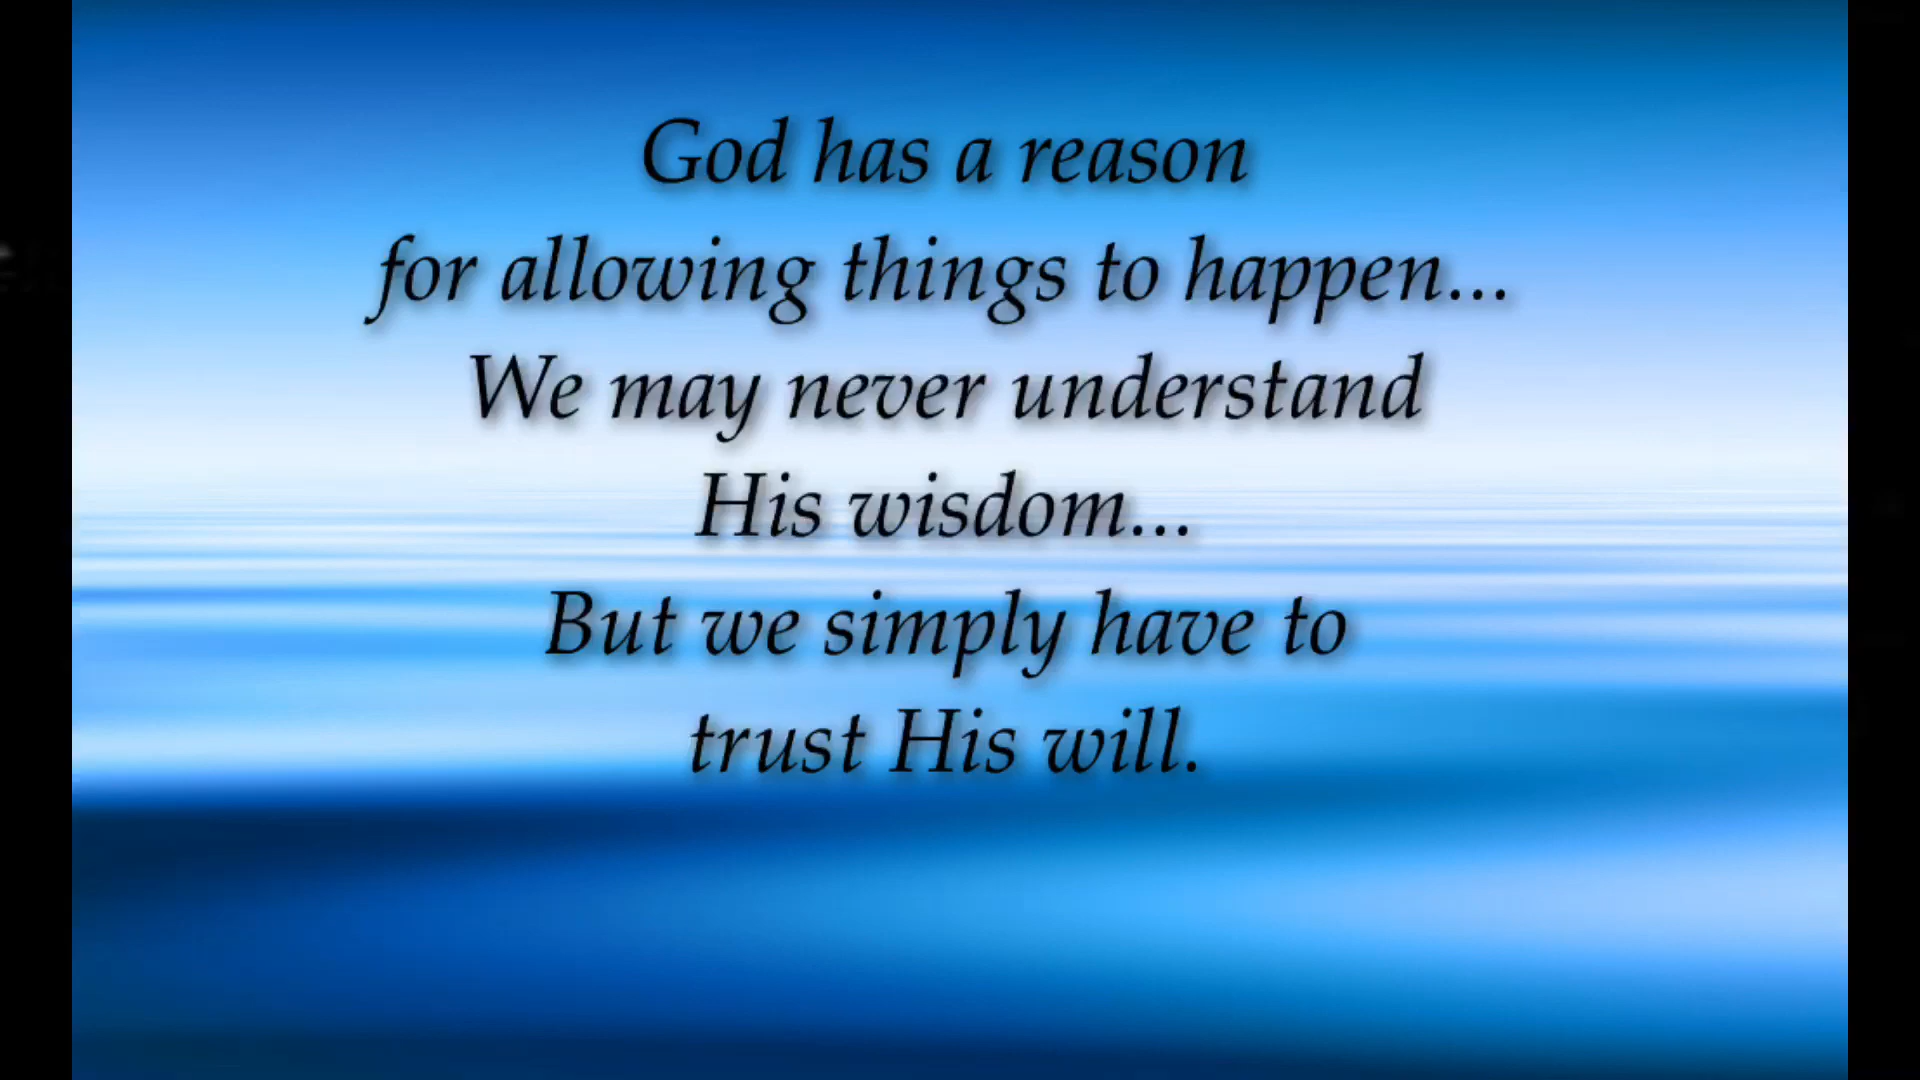 God has a reason
for allowing things to happen...
We may never understand
His wisdom...
But we simply have to
trust His will.